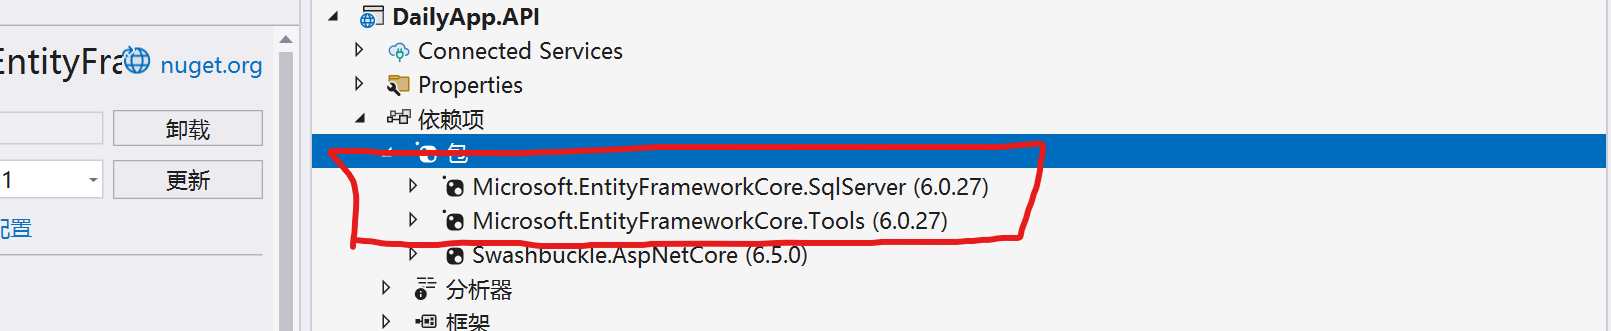 EntityFra
nuget.org
卸载
1
更新
配置
DailyApp.API
Connected Services
Properties
依赖项
包
Microsoft.EntityFrameworkCore.SqlServer (6.0.27)
Microsoft.EntityFrameworkCore.Tools (6.0.27)
Swashbuckle.AspNetCore (6.5.0)
分析器
框架